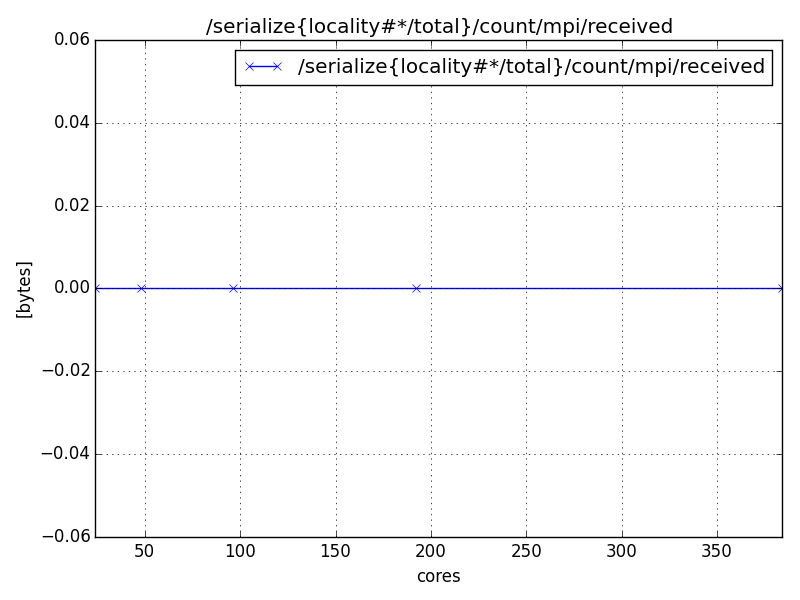 /serialize{locality#*/total}/count/mpi/received
/serialize{locality#*/total}/count/mpi/received
0.06
0.04
0.02
0.00
−0.02
−0.04
−0.06
[bytes]
50 100 150 200 250 300 350
cores